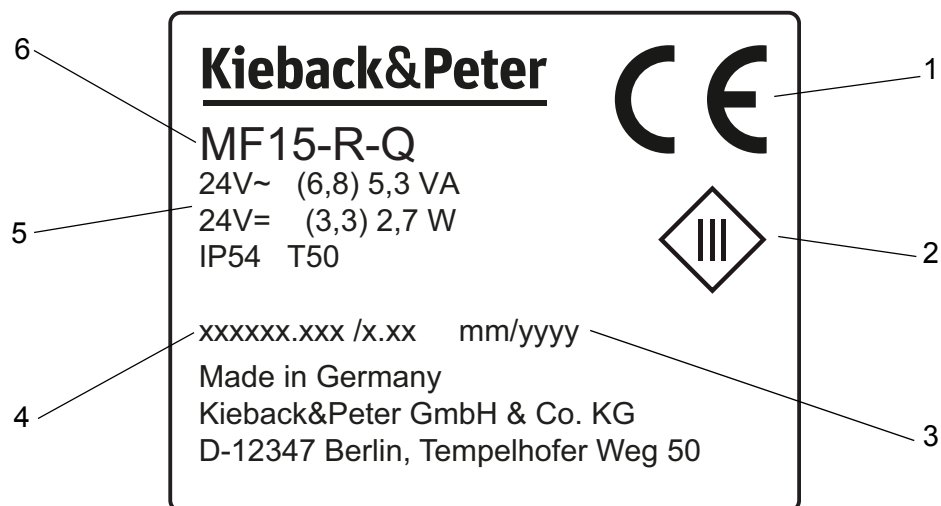 6
Kieback&Peter
CE
1
MF15-R-Q
24V~ (6,8) 5,3 VA
5
24V= (3,3) 2,7 W
III
2
IP54 T50
xxxxxx.xxx /x.xx mm/yyyy
Made in Germany
4
Kieback&Peter GmbH & Co. KG
3
D-12347 Berlin, Tempelhofer Weg 50